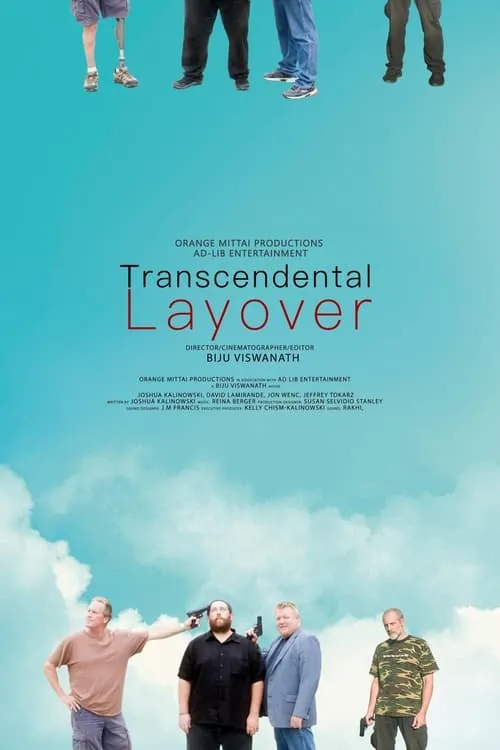 ORANGE MITTAI PRODUCTIONS
AD-LIB ENTERTAINMENT
Transcendental
Layover
DIRECTOR/CINEMATOGRAPHER/EDITOR
BIJU VISWANATH
ORANGE MITTAI PRODUCTIONS IN ASSOCIATION WITH AD LIB ENTERTAINMENT
A BIJU VISWANATH MOVIE
JOSHUA KALINOWSKI, DAVID LAMIRANDE, JON WENC, JEFFREY TOKARZ
WRITTEN BY JOSHUA KALINOWSKI MUSIC: REINA BERGER PRODUCTION DESIGNER: SUSAN SELVIDIO STANLEY
SOUND DESIGNER: J.M FRANCIS EXECUTIVE PRODUCER: KELLY CHISM-KALINOWSKI SOUND: RAKHI,